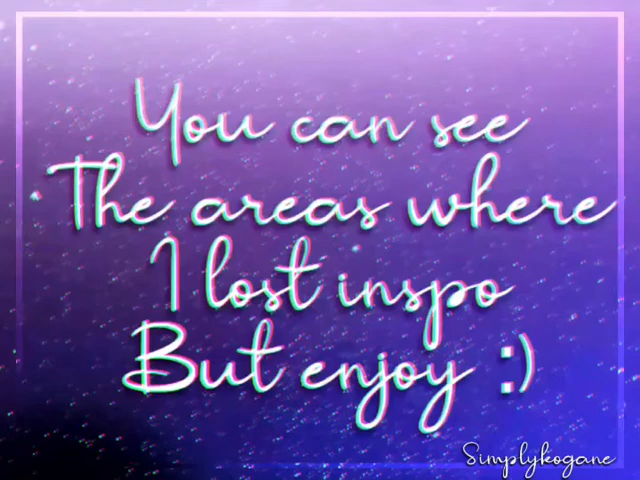 You can see
The areas where
I lost inspo
But enjoy :)
Simplykogane